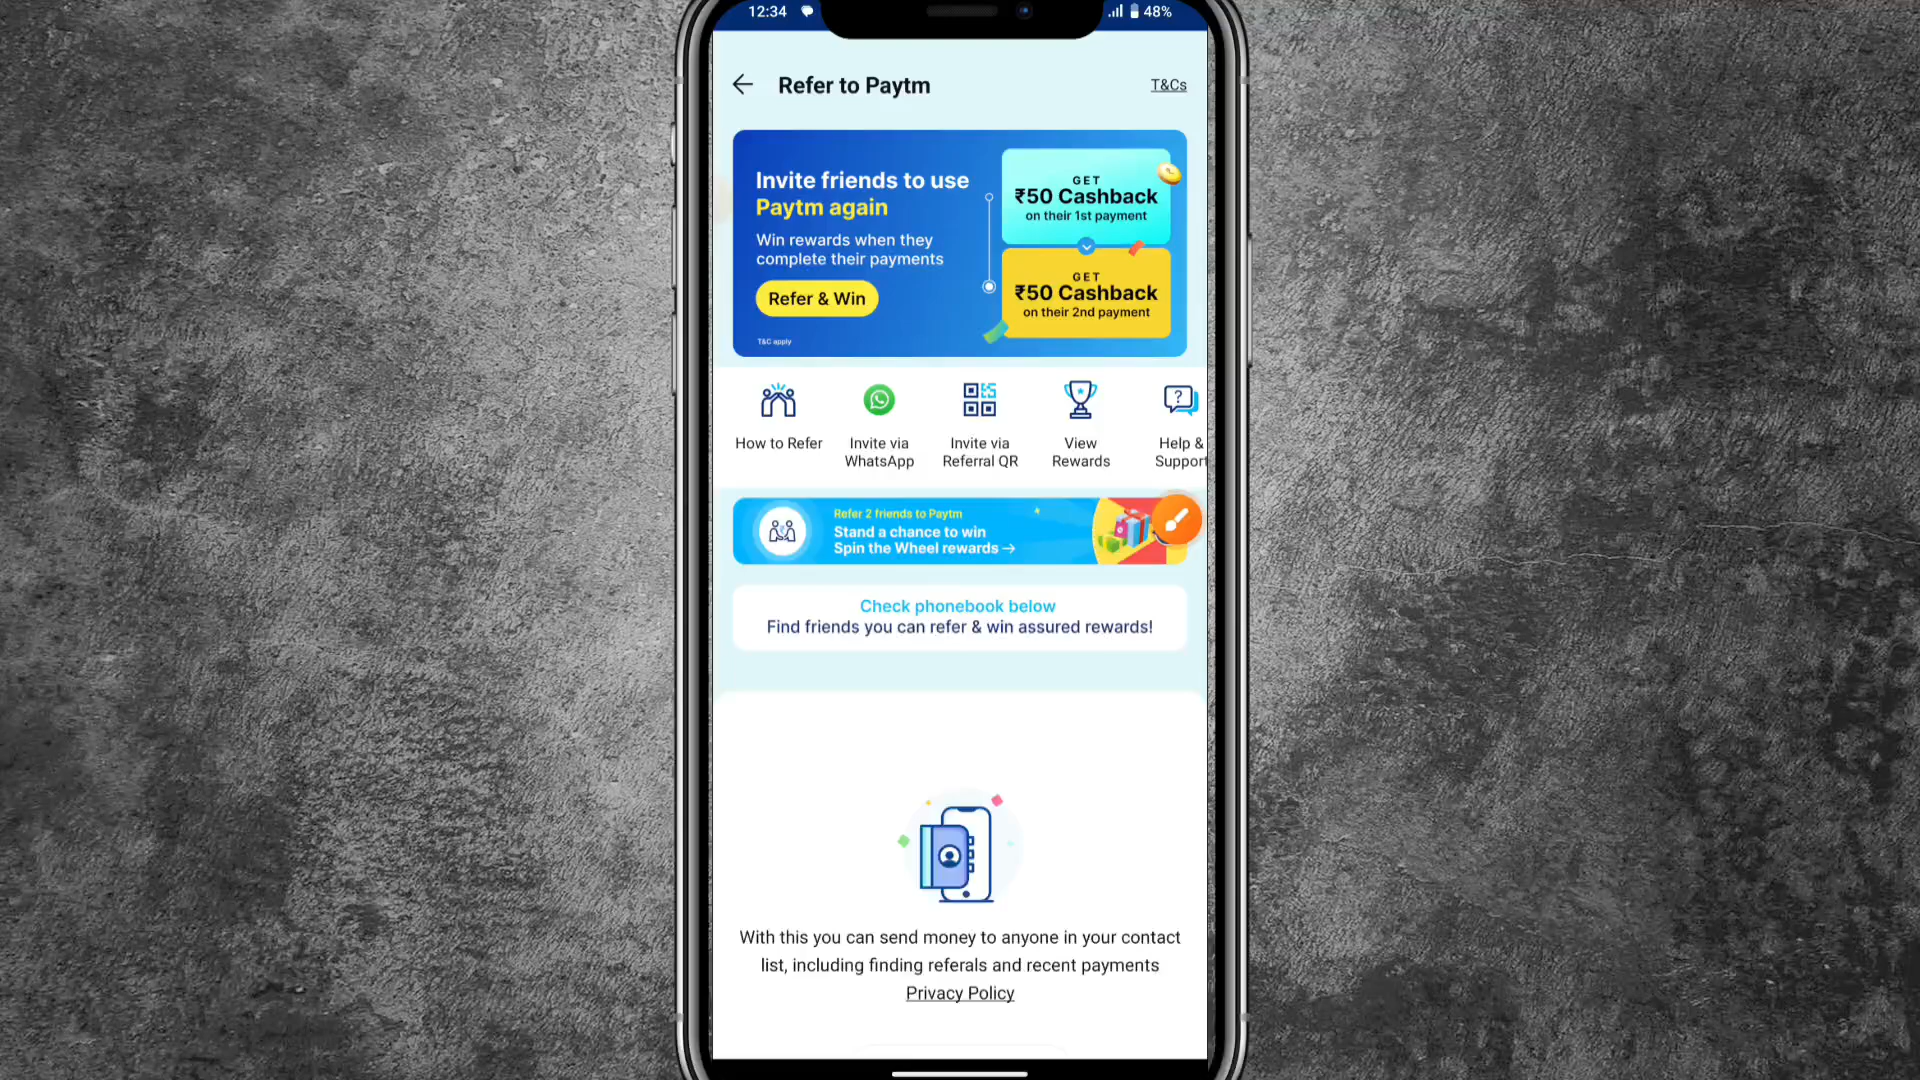 12:34
48%
Refer to Paytm
T&Cs
Invite friends to use
Paytm again
Win rewards when they
complete their payments
Refer & Win
T&C apply
GET
₹50 Cashback
on their 1st payment
GET
₹50 Cashback
on their 2nd payment
How to Refer
Invite via
WhatsApp
Invite via
Referral QR
View
Rewards
Help &
Support
Refer 2 friends to Paytm
Stand a chance to win
Spin the Wheel rewards →
Check phonebook below
Find friends you can refer & win assured rewards!
With this you can send money to anyone in your contact
list, including finding referals and recent payments
Privacy Policy